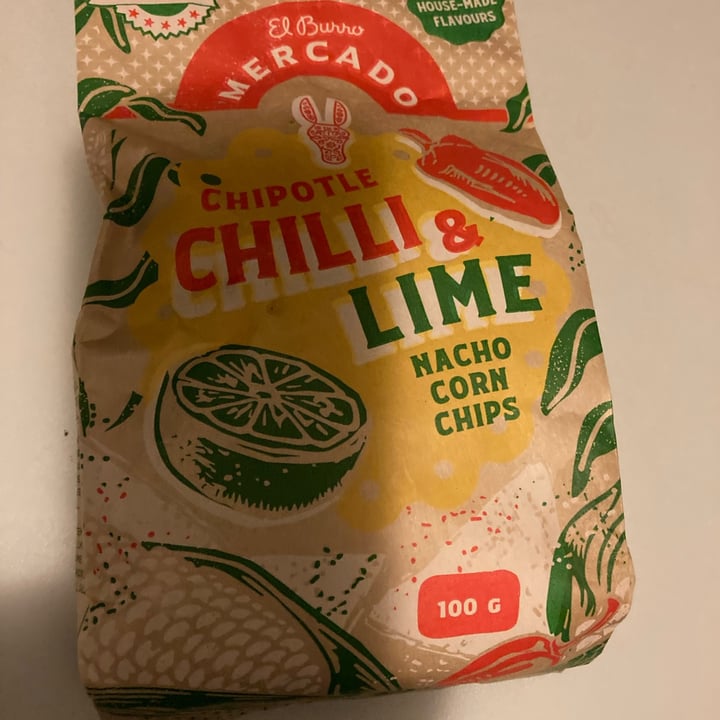 HOUSE-MADE
FLAVOURS
El Burro
MERCADO
CHIPOTLE
CHILLI &
LIME
NACHO
CORN
CHIPS
100 G